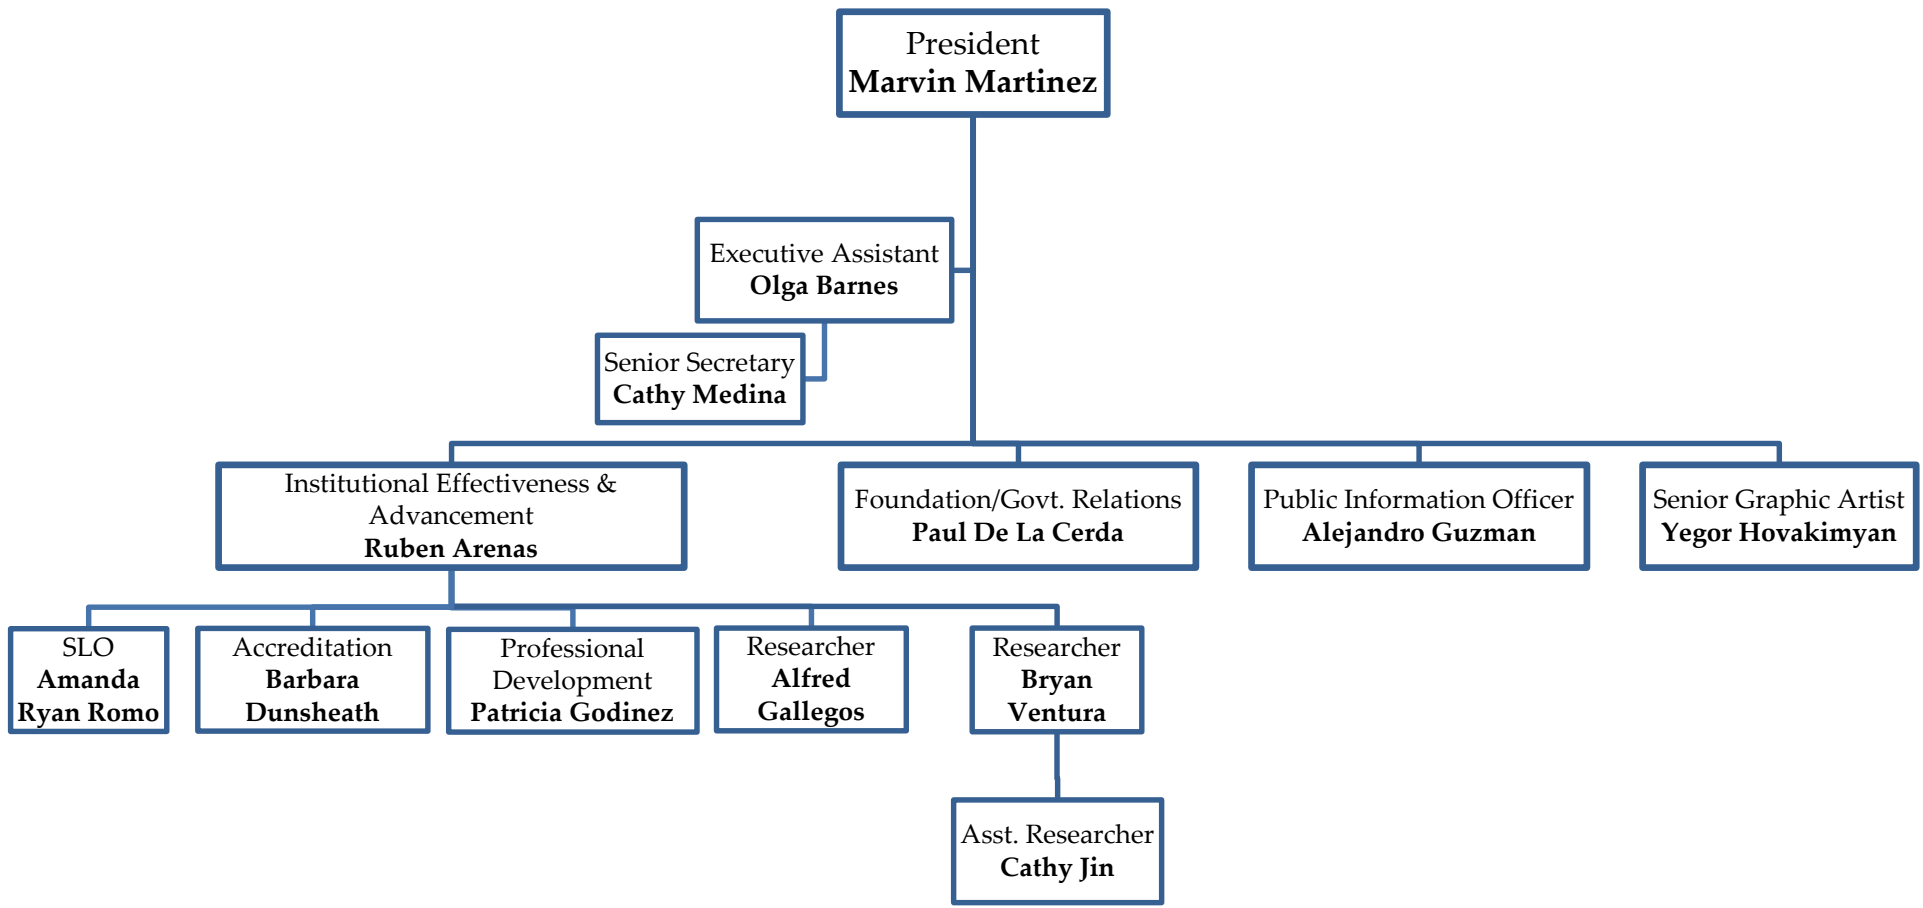 President
Marvin Martinez
Executive Assistant
Olga Barnes
Senior Secretary
Cathy Medina
Institutional Effectiveness &
Advancement
Ruben Arenas
Foundation/Govt. Relations
Paul De La Cerda
Public Information Officer
Alejandro Guzman
Senior Graphic Artist
Yegor Hovakimyan
SLO
Amanda
Ryan Romo
Accreditation
Barbara
Dunsheath
Professional
Development
Patricia Godinez
Researcher
Alfred
Gallegos
Researcher
Bryan
Ventura
Asst. Researcher
Cathy Jin